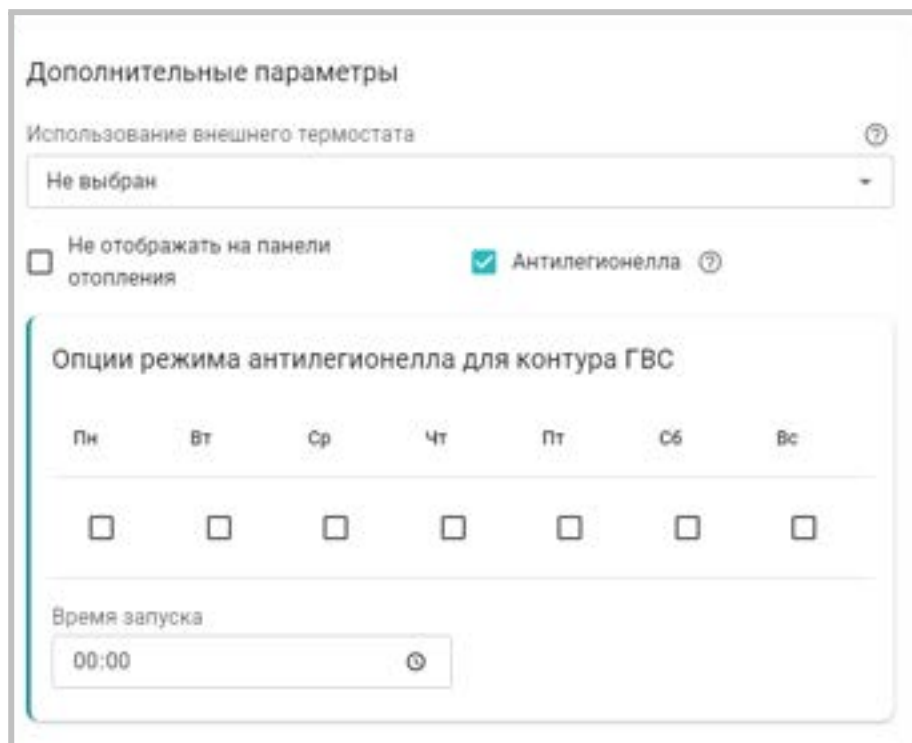 Дополнительные параметры
Использование внешнего термостата
Не выбран
Не отображать на панели
отопления
Антилегионелла
Опции режима антилегионелла для контура ГВС
Пн Вт Ср Чт Пт Сб Вс
Время запуска
00:00